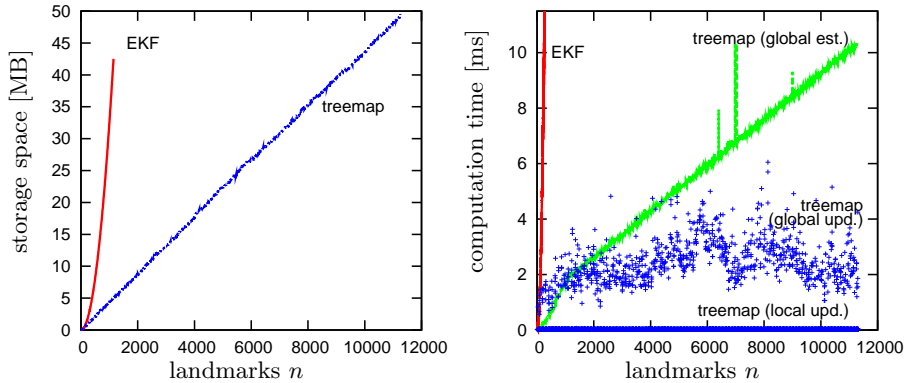 storage space [MB]
50
45
40
35
30
25
20
15
10
5
0
EKF
treemap
0 2000 4000 6000 8000 10000 12000
landmarks n
computation time [ms]
10
8
6
4
2
0
EKF
treemap (global est.)
treemap
(global upd.)
treemap (local upd.)
0 2000 4000 6000 8000 10000 12000
landmarks n